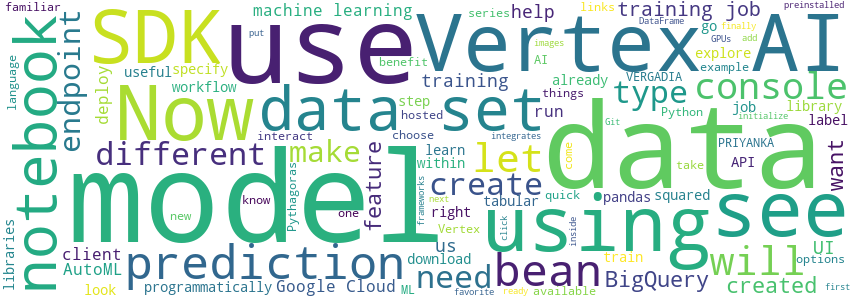 familiar
SDK
use
Vertex AI
machine learning
series
help
links
training job
preinstalled
put
go
DataFrame
GPUs
add
finally
explore
images
AI
example
notebook
language
endpoint
useful
specify
workflow
deploy
Now
benefit
training
already
things
VERGADIA
type
console
data set
step
hosted
run
Python
job
library
label
interact
choose
integrates
Git
initialize
different
make
let
learn
within
come
take
PRIYANKA
API
want
data
model
feature
Pythagoras
know
one
new
create
tabular
quick
pandas
squared
using
see
frameworks
next
right
us
Vertex
click
inside
train
will
UI
options
libraries
client
AutoML
look
prediction
programmatically
Google Cloud
ML
download
favorite
need
ready
bean
available
BigQuery
created
first